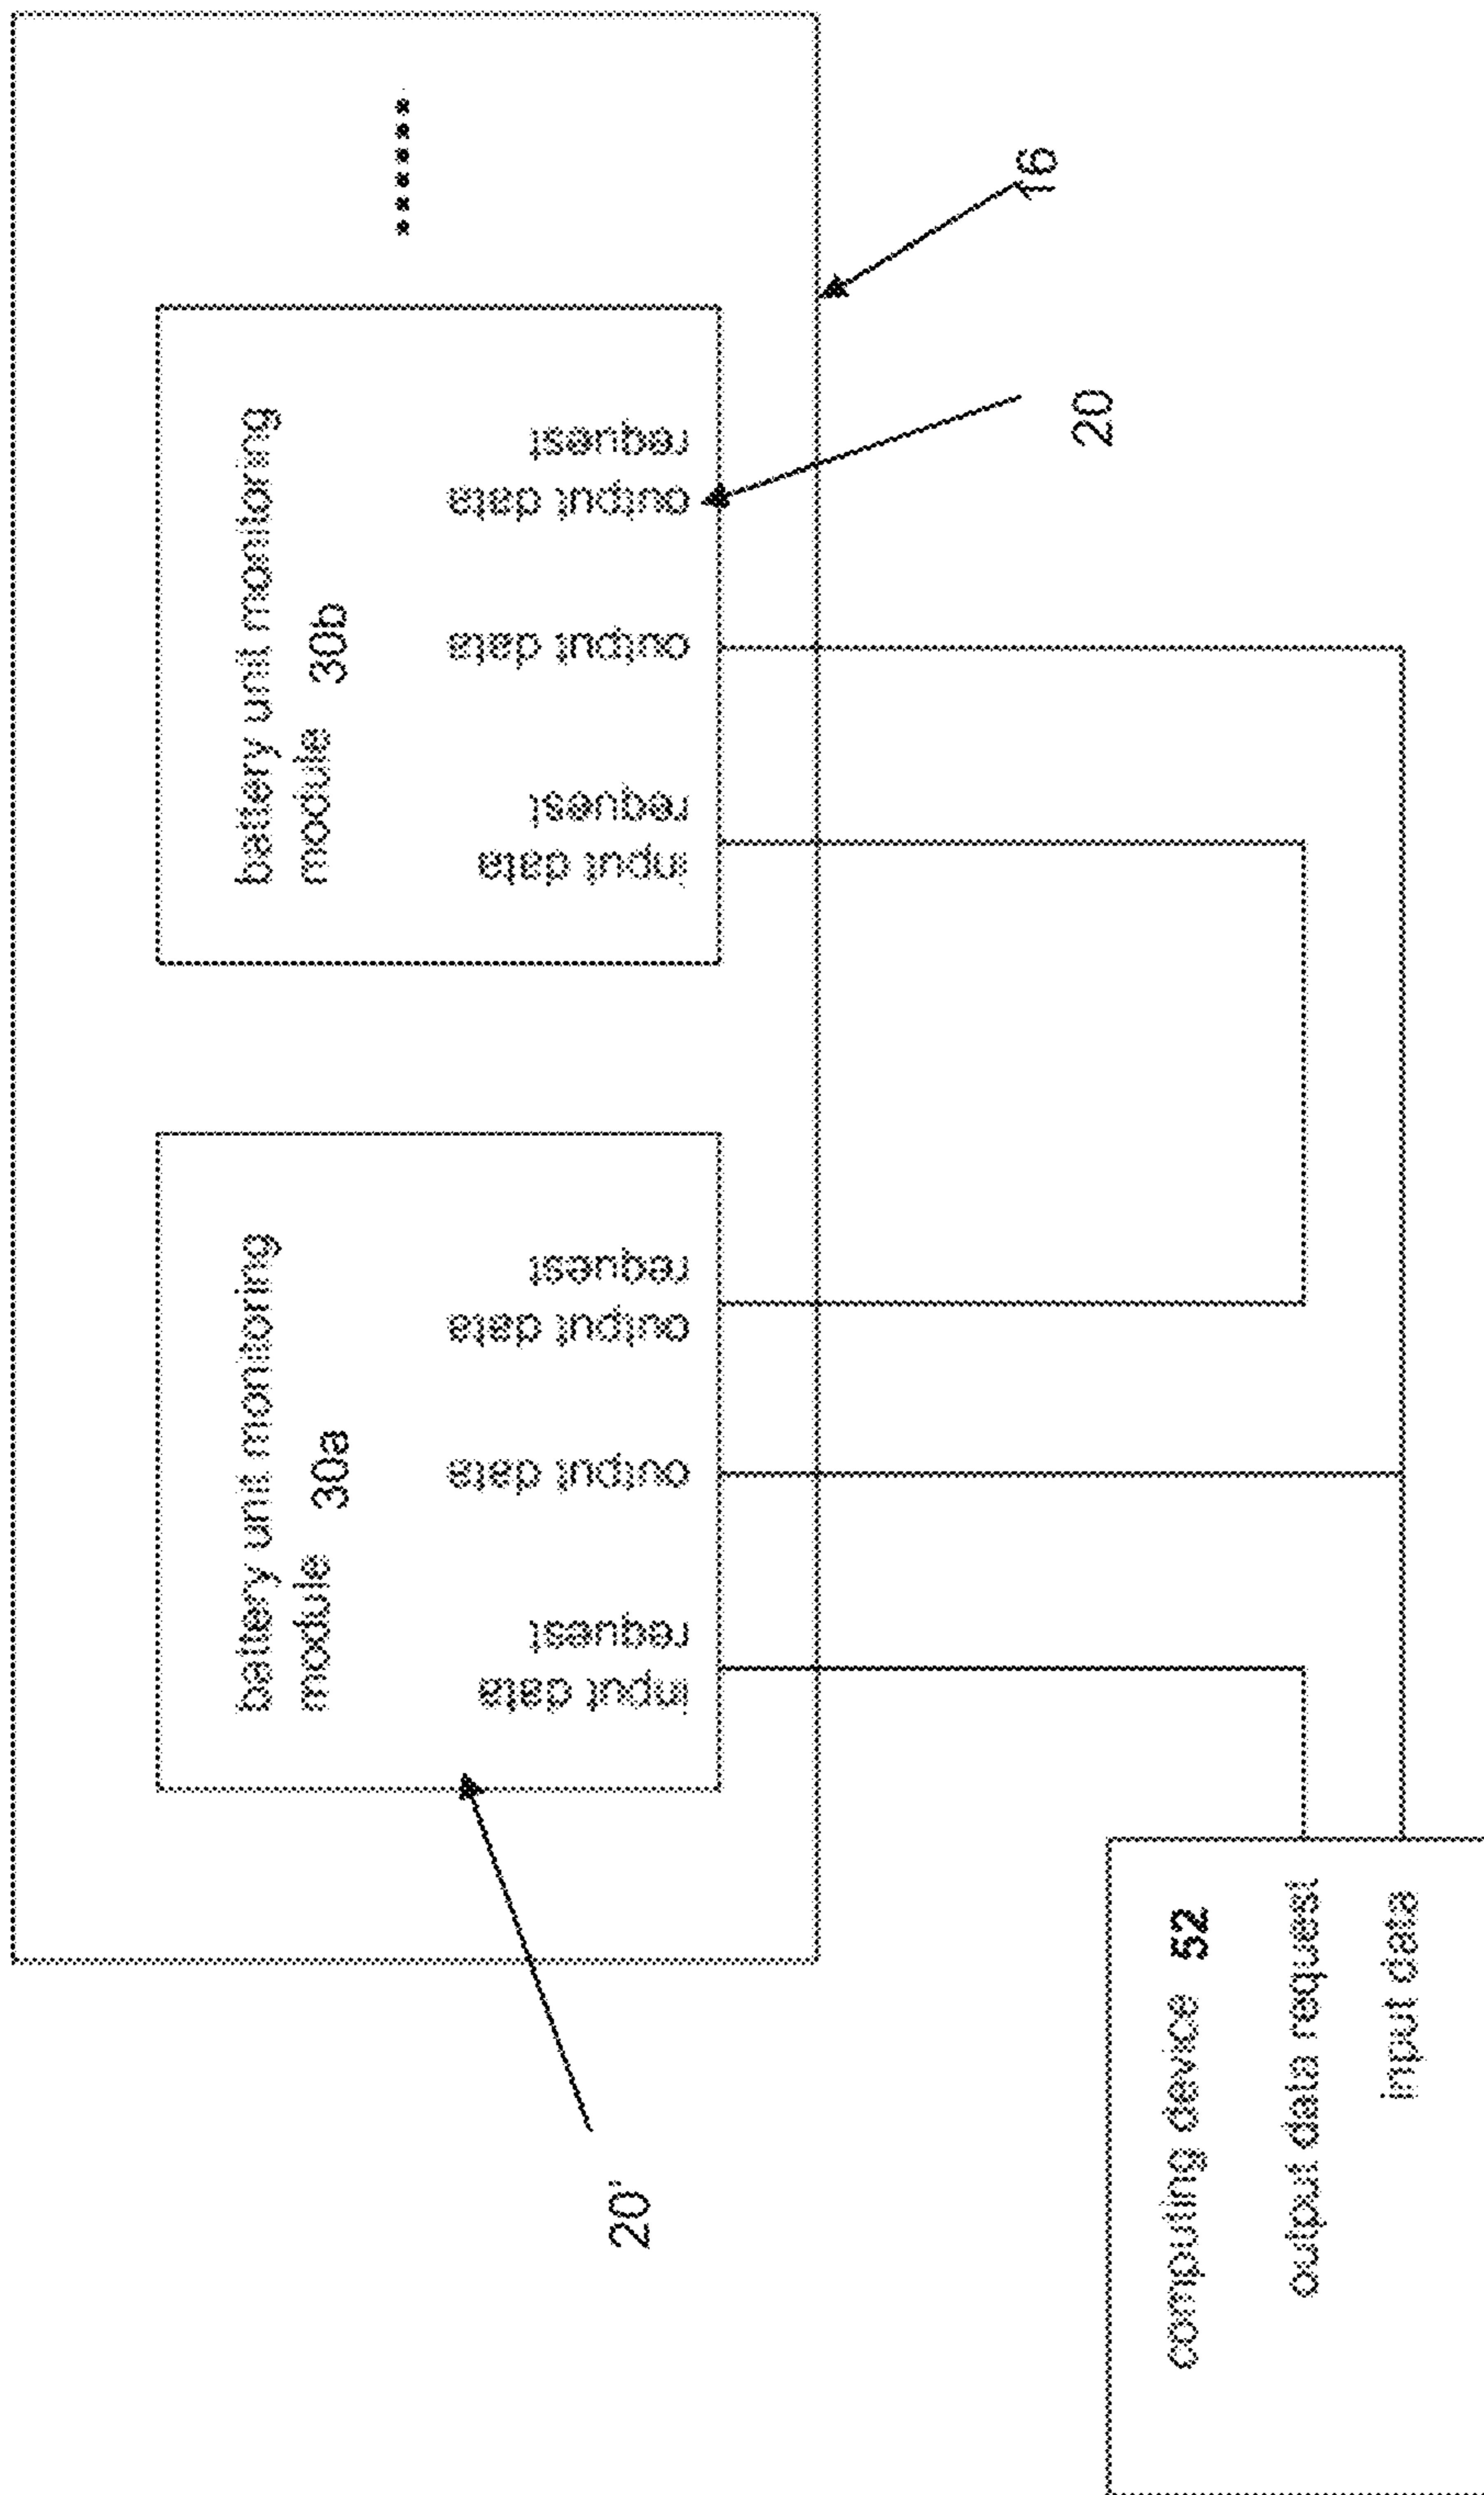 16
20
battery unit monitoring
module 30a
input data
request
output data
output data
request
battery unit monitoring
module 30b
input data
request
output data
output data
request
20'
computing device 52
output data request
input data